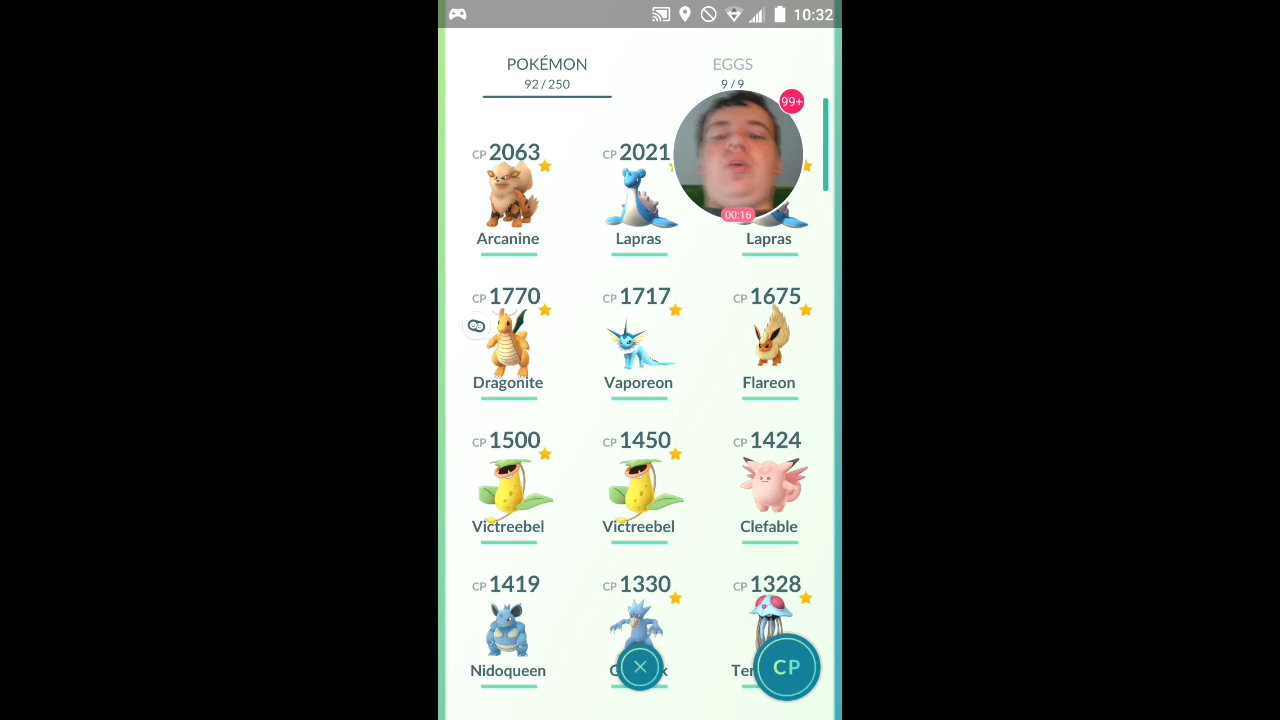 10:32
POKÉMON
92 / 250
EGGS
9 / 9
99+
00:16
CP 2063
CP 2021
Arcanine
Lapras
Lapras
CP 1770
CP 1717
CP 1675
Dragonite
Vaporeon
Flareon
CP 1500
CP 1450
CP 1424
Victreebel
Victreebel
Clefable
CP 1419
CP 1330
CP 1328
Nidoqueen
CP